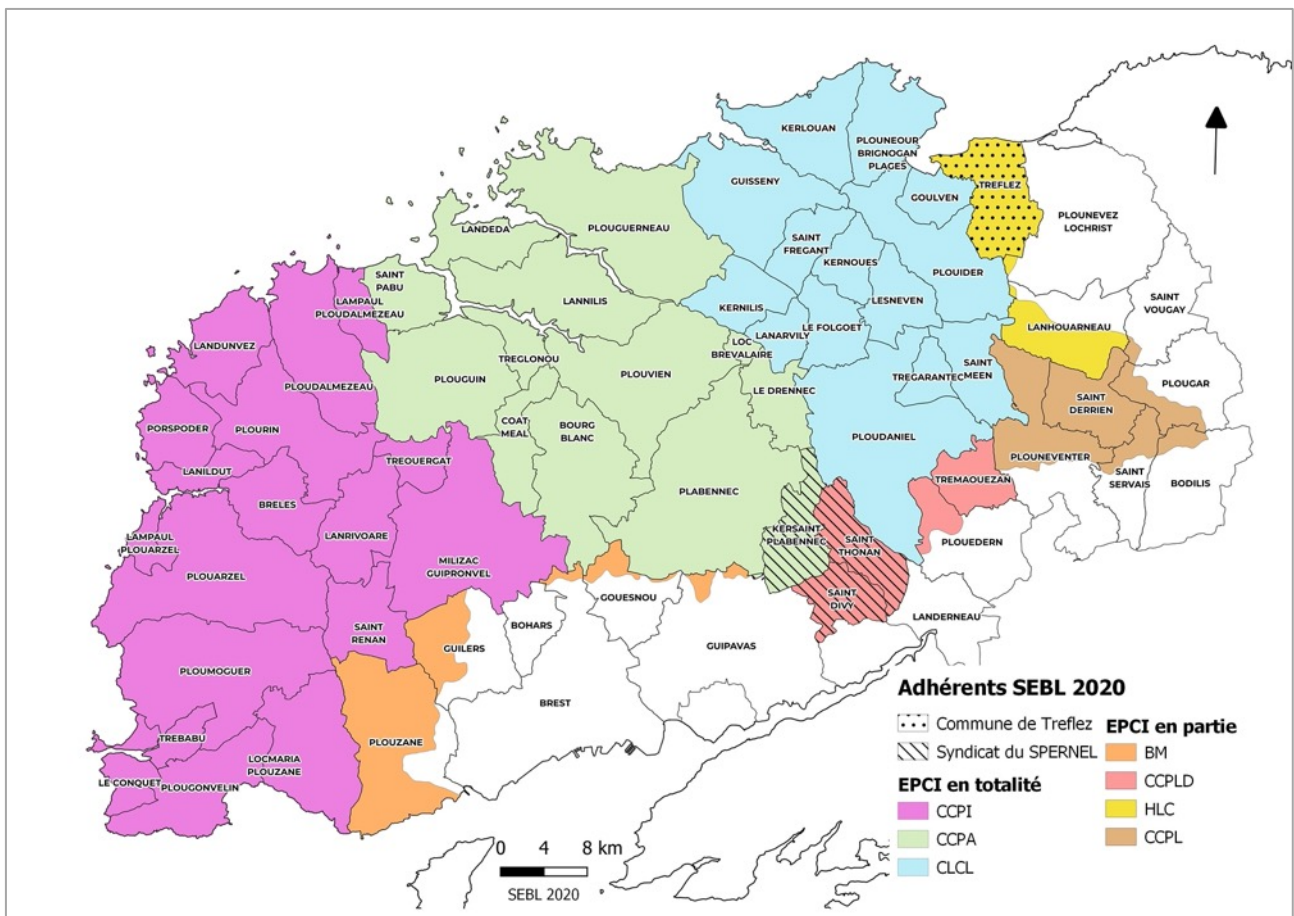 KERLOUAN
PLOUNEOUR
BRIGNOGAN
PLAGES
GUISSENY
GOULVEN
TREFLEZ
PLOUNEVEZ
LOCHRIST
LANDEDA
PLOUGUERNEAU
SAINT
FREGANT
KERNOUES
PLOUIDER
SAINT
PABU
LAMPAUL
PLOUDALMEZEAU
LANNILIS
KERNILIS
LESNEVEN
SAINT
VOUGAY
LANARVILY
LE FOLGOET
LANHOUARNEAU
LANDUNVEZ
LOC
BREVALAIRE
TREGLONOU
PLOUVIEN
PLOUGUIN
PLOUDALMEZEAU
LE DRENNEC
TREGARANTEC
SAINT
MEEN
PLOUGAR
SAINT
DERRIEN
PORSPODER
PLOURIN
COAT
MEAL
BOURG
BLANC
PLOUDANIEL
PLOUNEVENTER
LANILDUT
TREOUERGAT
PLABENNEC
TREMAOUEZAN
SAINT
SERVAIS
BODILIS
BRELES
LAMPAUL
PLOUARZEL
LANRIVOARE
KERSAINT
PLABENNEC
SAINT
THONAN
PLOUEDERN
PLOUARZEL
MILIZAC
GUIPRONVEL
SAINT
DIVY
GOUESNOU
LANDERNEAU
SAINT
RENAN
BOHARS
GUILERS
GUIPAVAS
PLOUMOGUER
BREST
TREBABU
PLOUZANE
LOCMARIA
PLOUZANE
LE CONQUET
PLOUGONVELIN
Adhérents SEBL 2020
Commune de Treflez
Syndicat du SPERNEL
EPCI en totalité
CCPI
CCPA
CLCL
EPCI en partie
BM
CCPLD
HLC
CCPL
0 4 8 km
SEBL 2020